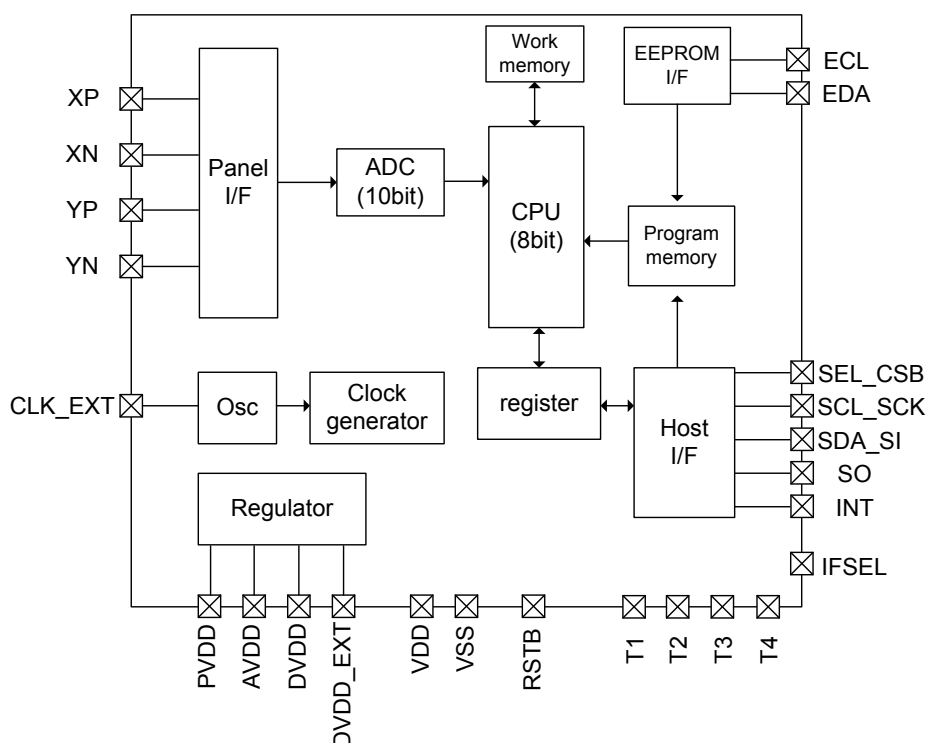 Work
memory
EEPROM
I/F
ECL
EDA
XP
XN
YP
YN
Panel
I/F
ADC
(10bit)
CPU
(8bit)
Program
memory
CLK_EXT
Osc
Clock
generator
register
Host
I/F
SEL_CSB
SCL_SCK
SDA_SI
SO
INT
IFSEL
Regulator
PVDD
AVDD
DVDD
DVDD_EXT
VDD
VSS
RSTB
T1
T2
T3
T4